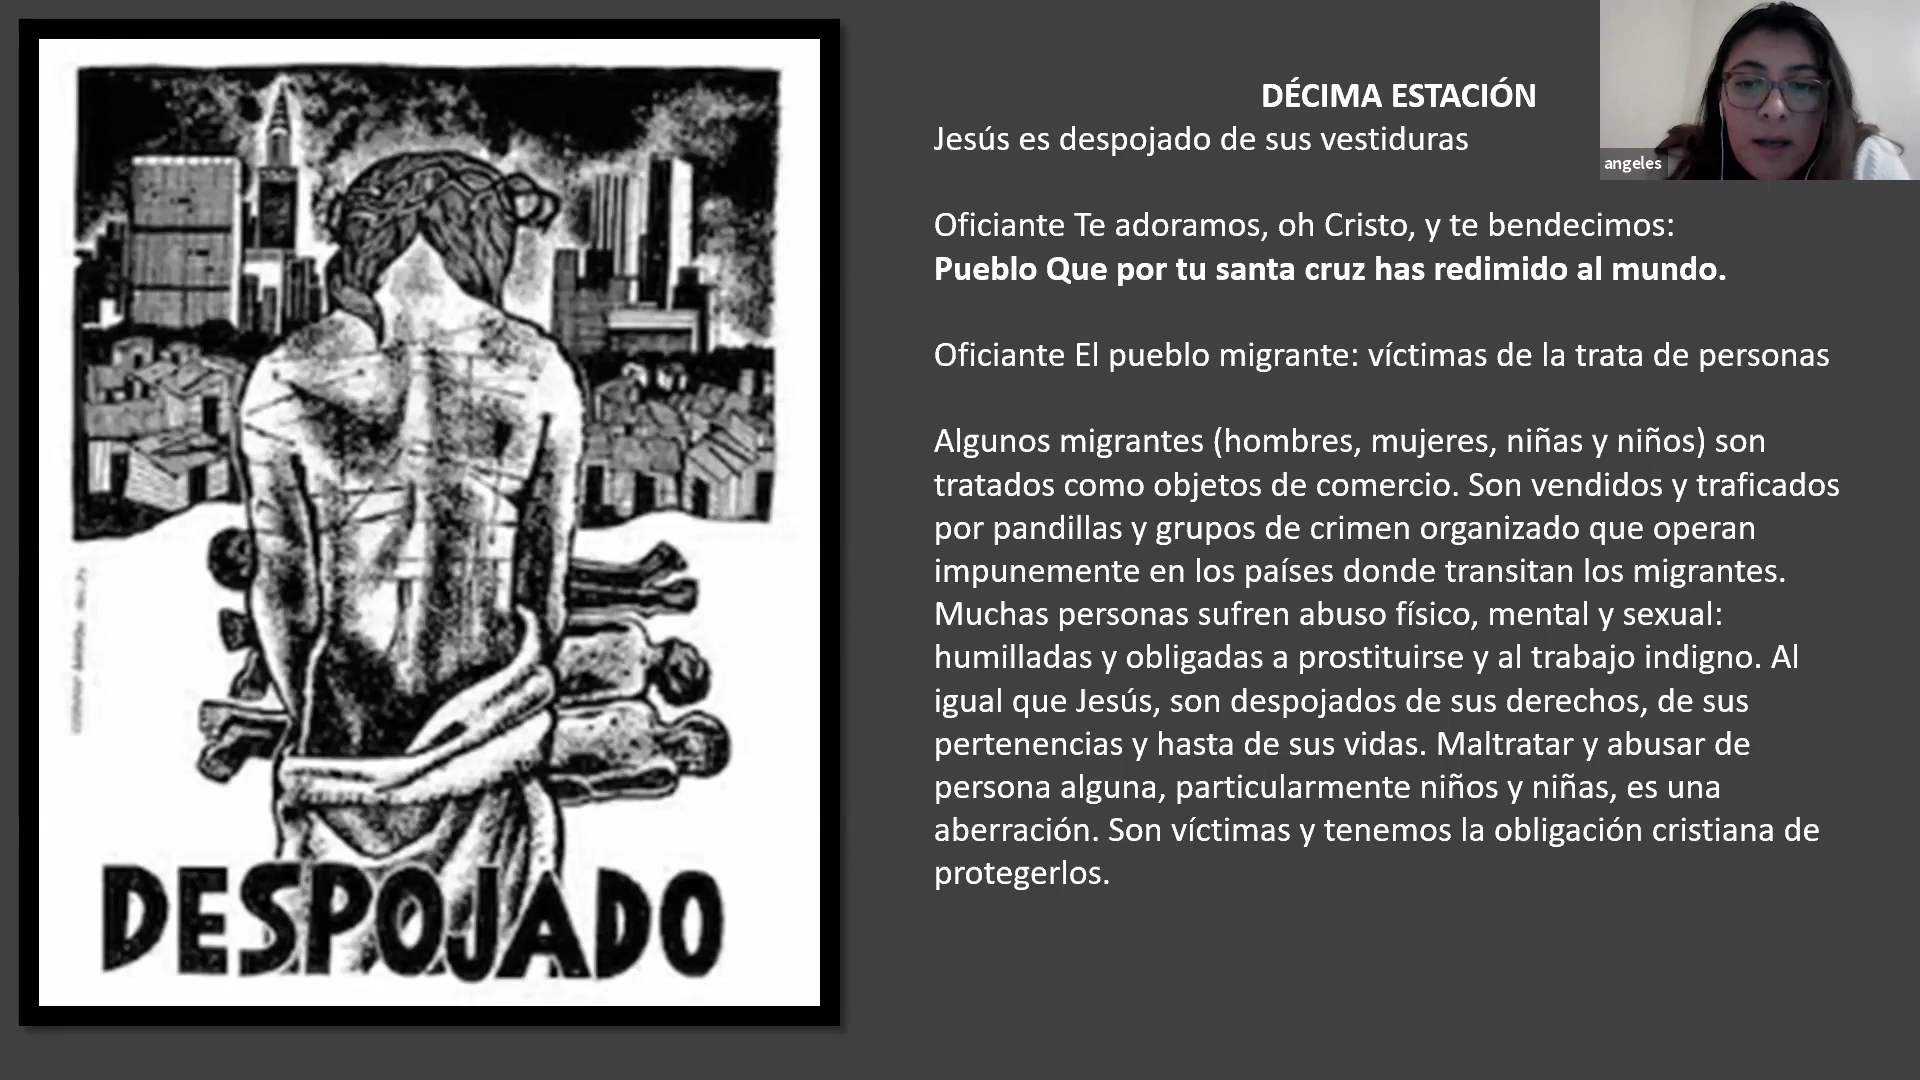 DÉCIMA ESTACIÓN
Jesús es despojado de sus vestiduras
angeles
Oficiante Te adoramos, oh Cristo, y te bendecimos:
Pueblo Que por tu santa cruz has redimido al mundo.
Oficiante El pueblo migrante: víctimas de la trata de personas
Algunos migrantes (hombres, mujeres, niñas y niños) son
tratados como objetos de comercio. Son vendidos y traficados
por pandillas y grupos de crimen organizado que operan
impunemente en los países donde transitan los migrantes.
Muchas personas sufren abuso físico, mental y sexual:
humilladas y obligadas a prostituirse y al trabajo indigno. Al
igual que Jesús, son despojados de sus derechos, de sus
pertenencias y hasta de sus vidas. Maltratar y abusar de
persona alguna, particularmente niños y niñas, es una
aberración. Son víctimas y tenemos la obligación cristiana de
protegerlos.
DESPOJADO